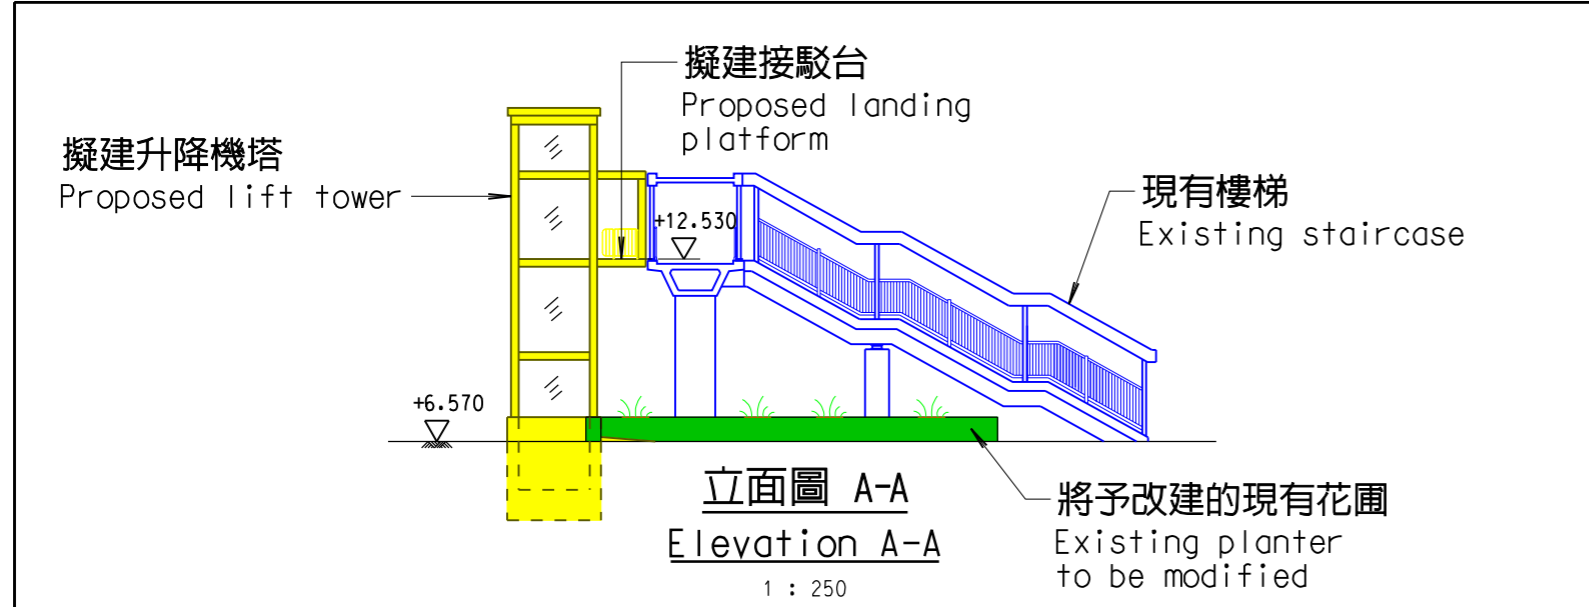 擬建接駁台
Proposed landing
platform
擬建升降機塔
Proposed lift tower
現有樓梯
Existing staircase
+12.530
+6.570
立面圖 A-A
Elevation A-A
1 : 250
將予改建的現有花圃
Existing planter
to be modified